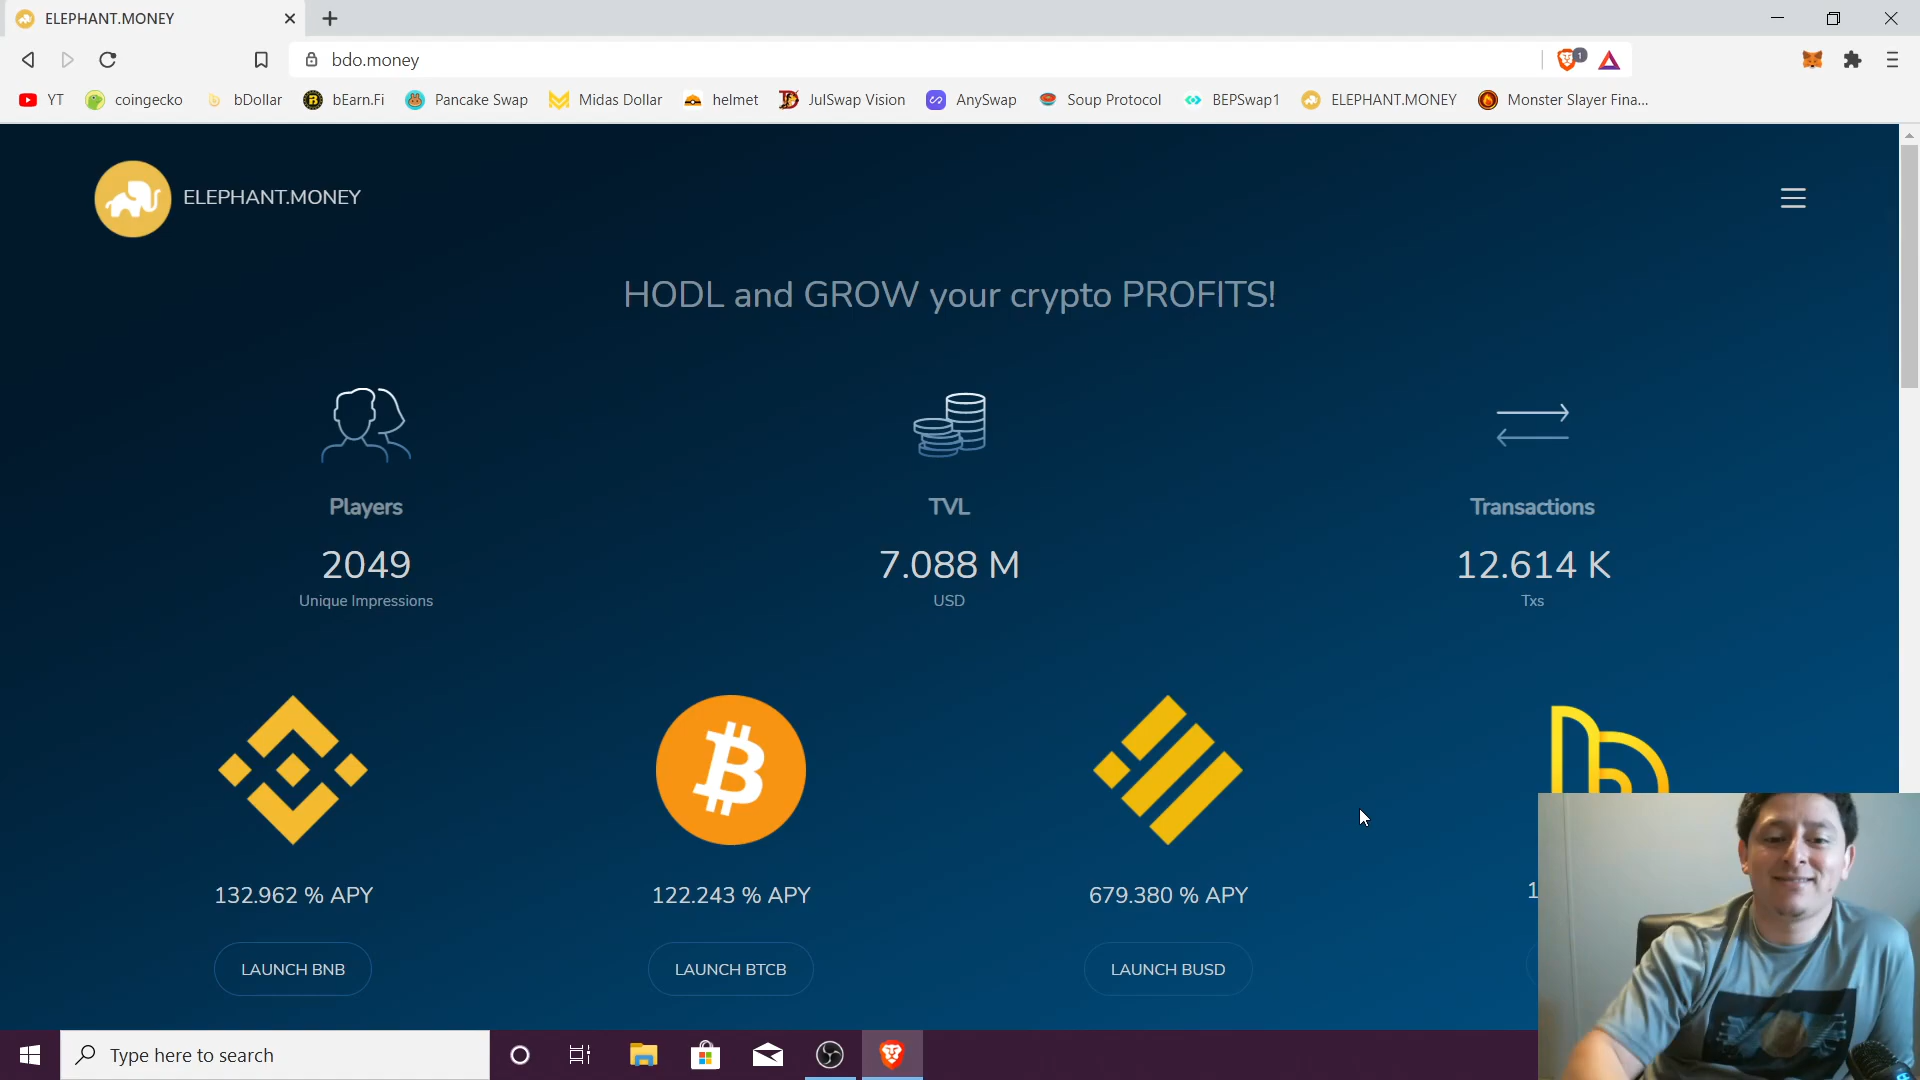 ELEPHANT.MONEY
bdo.money
1
YT coingecko bDollar bEarn.Fi Pancake Swap Midas Dollar helmet JulSwap Vision AnySwap Soup Protocol BEPSwap1 ELEPHANT.MONEY Monster Slayer Fina...
ELEPHANT.MONEY
HODL and GROW your crypto PROFITS!
Players TVL Transactions
2049 7.088 M 12.614 K
Unique Impressions USD Txs
132.962 % APY 122.243 % APY 679.380 % APY 1
LAUNCH BNB LAUNCH BTCB LAUNCH BUSD
Type here to search